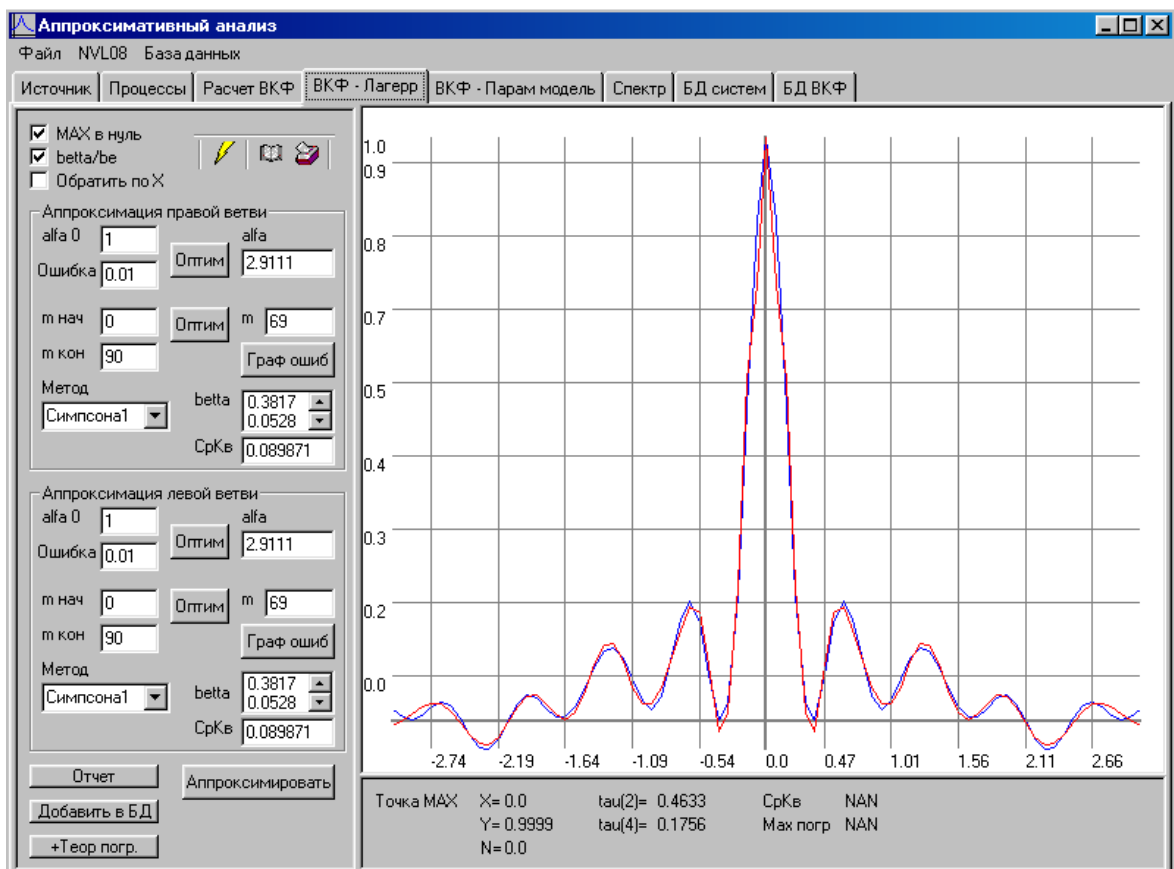 Аппроксимативный анализ
Файл NVL08 База данных
Источник Процессы Расчет ВКФ ВКФ - Лагерр ВКФ - Парам модель Спектр БД систем БД ВКФ
MAX в нуль
betta/be
Обратить по X
Аппроксимация правой ветви
alfa 0 1 Оптим alfa
Ошибка 0.01 2.9111
m нач 0 Оптим m 69
m кон 90 Граф ошиб
Метод
Симпсона1 betta 0.3817
0.0528
СрКв 0.089871
Аппроксимация левой ветви
alfa 0 1 Оптим alfa
Ошибка 0.01 2.9111
m нач 0 Оптим m 69
m кон 90 Граф ошиб
Метод
Симпсона1 betta 0.3817
0.0528
СрКв 0.089871
Отчет Аппроксимировать
Добавить в БД
+Теор погр.
1.0
0.9
0.8
0.7
0.5
0.4
0.3
0.2
0.0
-2.74 -2.19 -1.64 -1.09 -0.54 0.0 0.47 1.01 1.56 2.11 2.66
Точка MAX X= 0.0 tau(2)= 0.4633 СрКв NAN
Y= 0.9999 tau(4)= 0.1756 Max погр NAN
N= 0.0